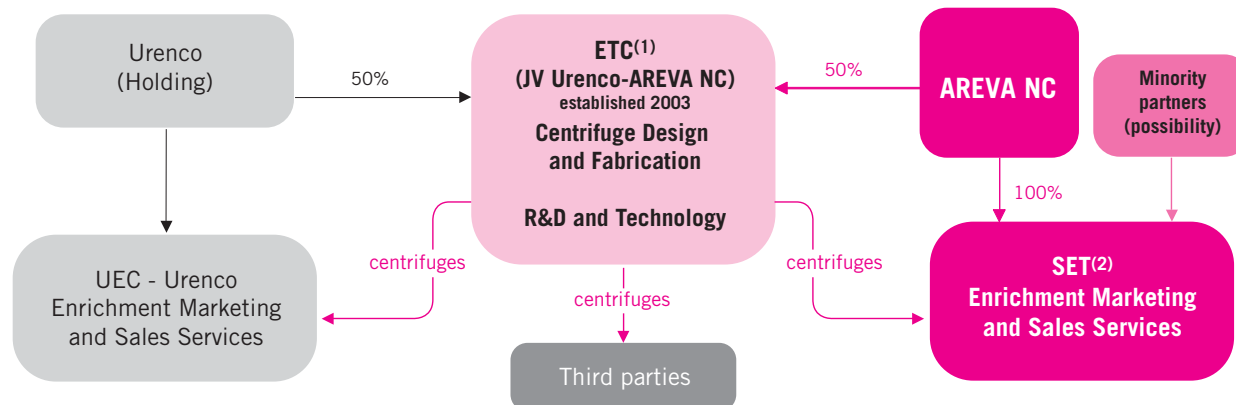 Urenco
(Holding)
50%
ETC(1)
(JV Urenco-AREVA NC)
established 2003
Centrifuge Design
and Fabrication
R&D and Technology
50%
AREVA NC
Minority
partners
(possibility)
100%
centrifuges
centrifuges
centrifuges
UEC - Urenco
Enrichment Marketing
and Sales Services
SET(2)
Enrichment Marketing
and Sales Services
Third parties